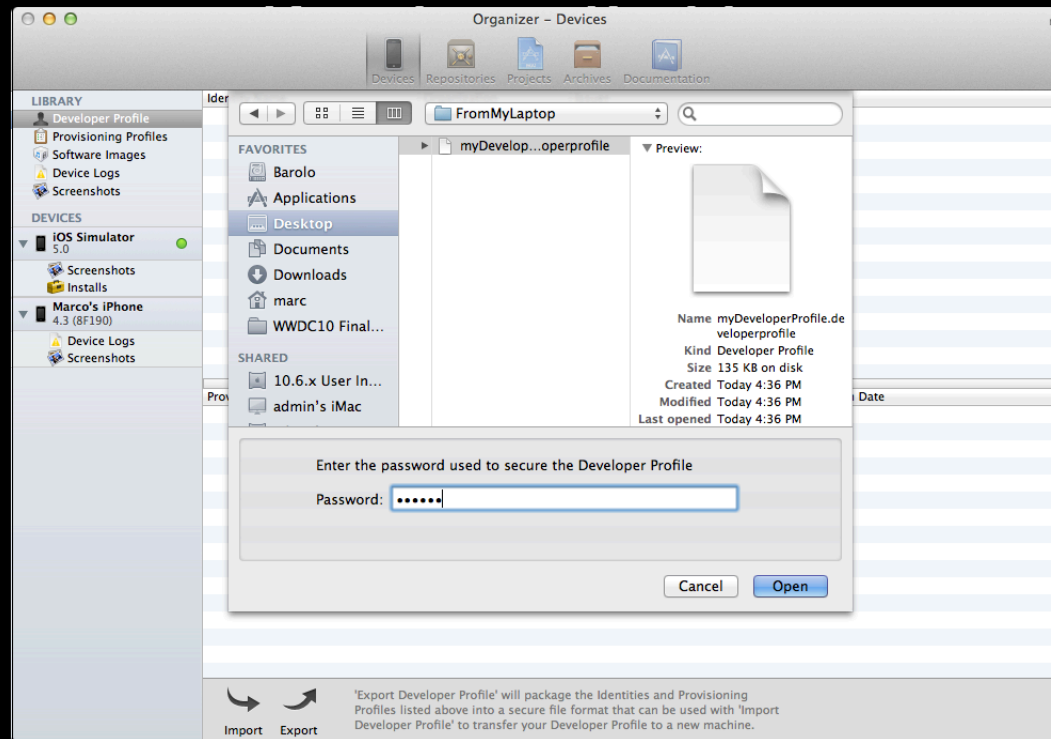 Organizer – Devices
Devices Repositories Projects Archives Documentation
LIBRARY
Developer Profile
Provisioning Profiles
Software Images
Device Logs
Screenshots
DEVICES
iOS Simulator
5.0
Screenshots
Installs
Marco's iPhone
4.3 (8F190)
Device Logs
Screenshots
FromMyLaptop
FAVORITES
Barolo
Applications
Desktop
Documents
Downloads
marc
WWDC10 Final...
SHARED
10.6.x User In...
admin's iMac
myDevelop...operprofile
Preview:
Name myDeveloperProfile.de
veloperprofile
Kind Developer Profile
Size 135 KB on disk
Created Today 4:36 PM
Modified Today 4:36 PM
Last opened Today 4:36 PM
Date
Enter the password used to secure the Developer Profile
Password: ••••••
Cancel Open
Import Export
'Export Developer Profile' will package the Identities and Provisioning
Profiles listed above into a secure file format that can be used with 'Import
Developer Profile' to transfer your Developer Profile to a new machine.